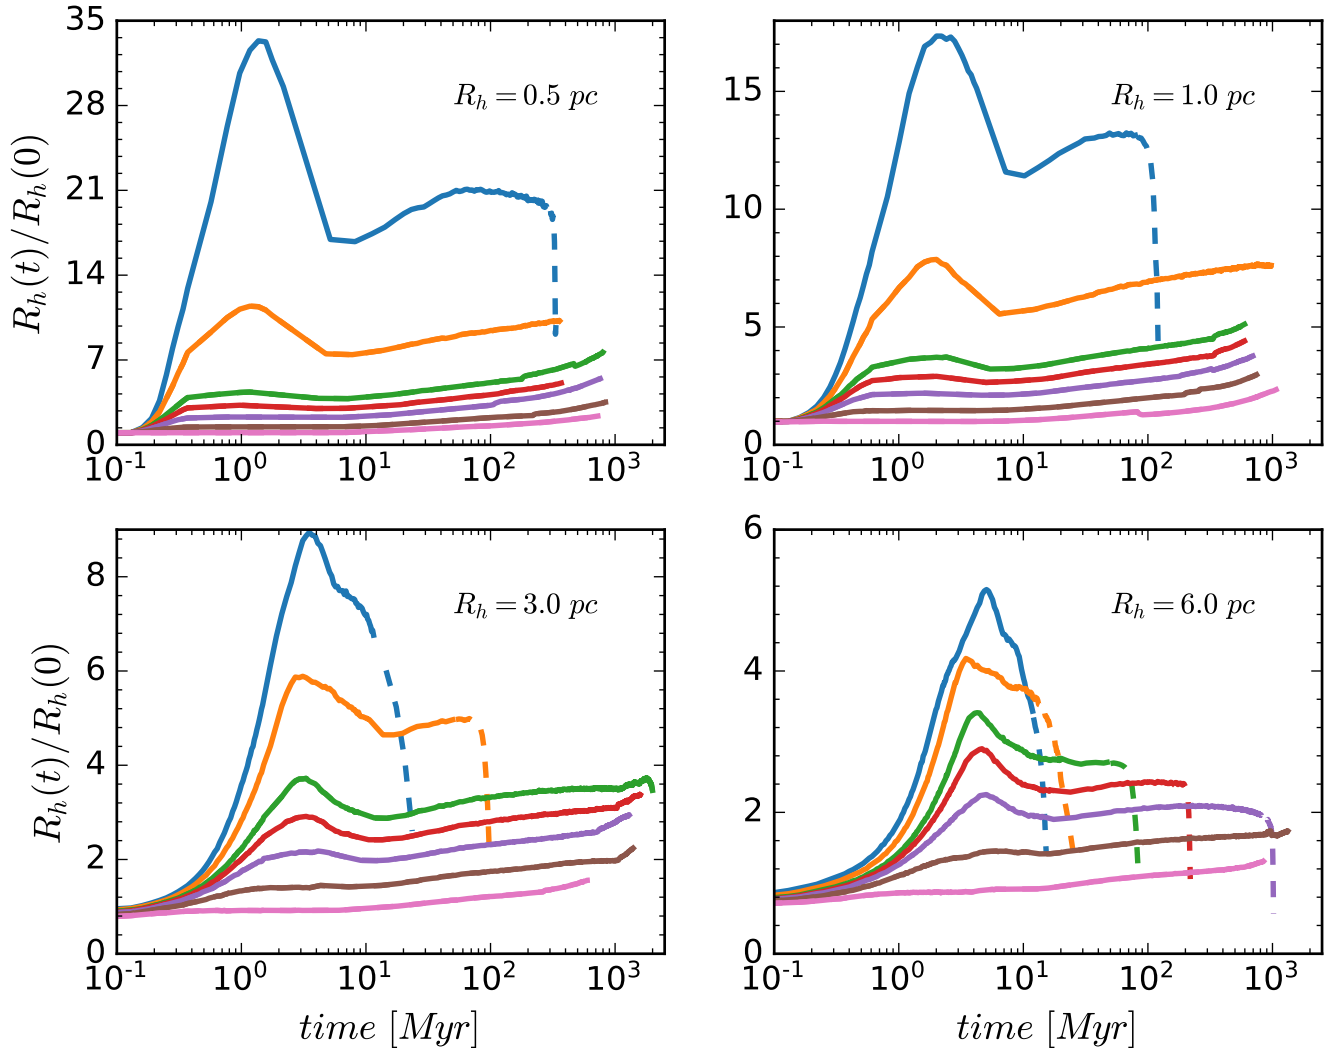 35
28
21
14
7
0
R_h(t)/R_h(0)
R_h = 0.5 pc
10^-1 10^0 10^1 10^2 10^3
15
10
5
0
R_h = 1.0 pc
10^-1 10^0 10^1 10^2 10^3
8
6
4
2
0
R_h(t)/R_h(0)
R_h = 3.0 pc
10^-1 10^0 10^1 10^2 10^3
time [Myr]
6
4
2
0
R_h = 6.0 pc
10^-1 10^0 10^1 10^2 10^3
time [Myr]